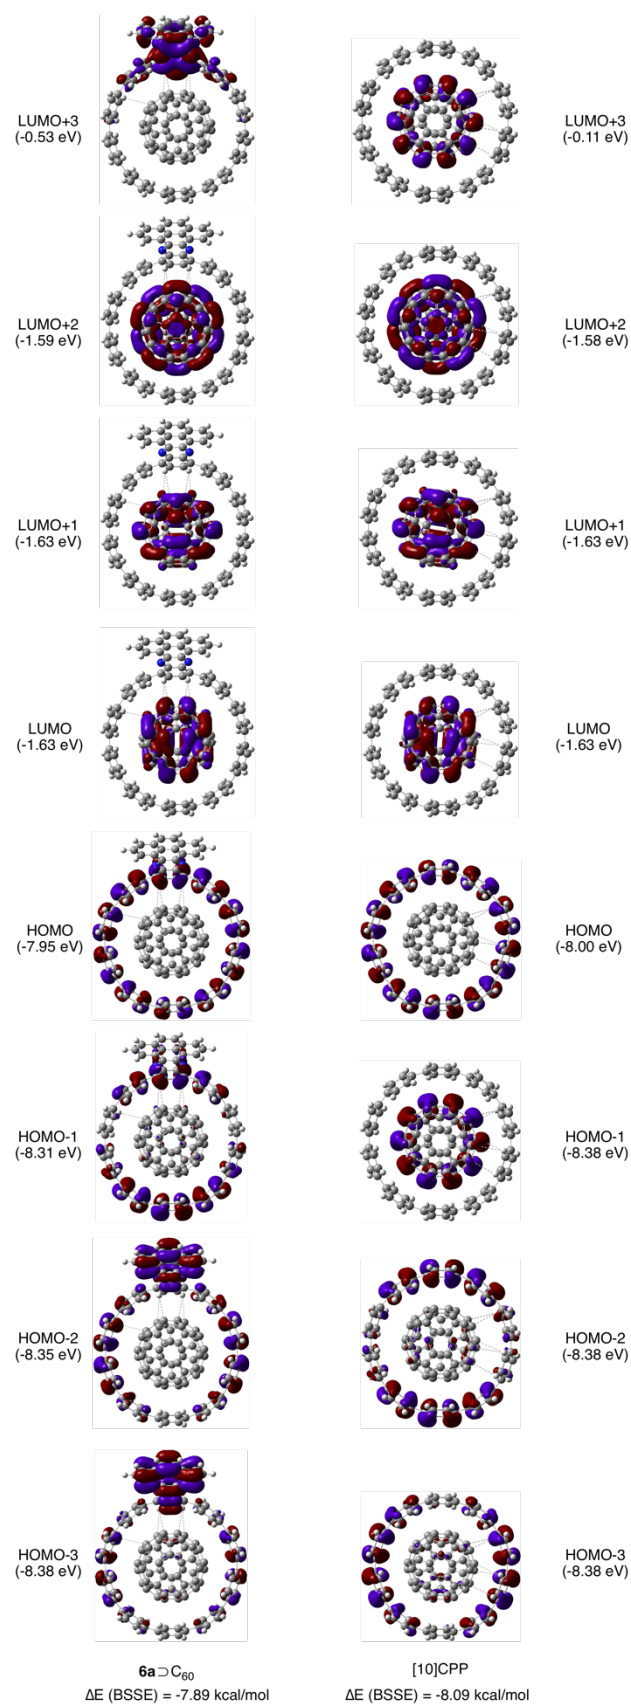 LUMO+3
(-0.53 eV)
LUMO+3
(-0.11 eV)
LUMO+2
(-1.59 eV)
LUMO+2
(-1.58 eV)
LUMO+1
(-1.63 eV)
LUMO+1
(-1.63 eV)
LUMO
(-1.63 eV)
LUMO
(-1.63 eV)
HOMO
(-7.95 eV)
HOMO
(-8.00 eV)
HOMO-1
(-8.31 eV)
HOMO-1
(-8.38 eV)
HOMO-2
(-8.35 eV)
HOMO-2
(-8.38 eV)
HOMO-3
(-8.38 eV)
HOMO-3
(-8.38 eV)
6a⊃C₆₀
ΔE (BSSE) = -7.89 kcal/mol
[10]CPP
ΔE (BSSE) = -8.09 kcal/mol